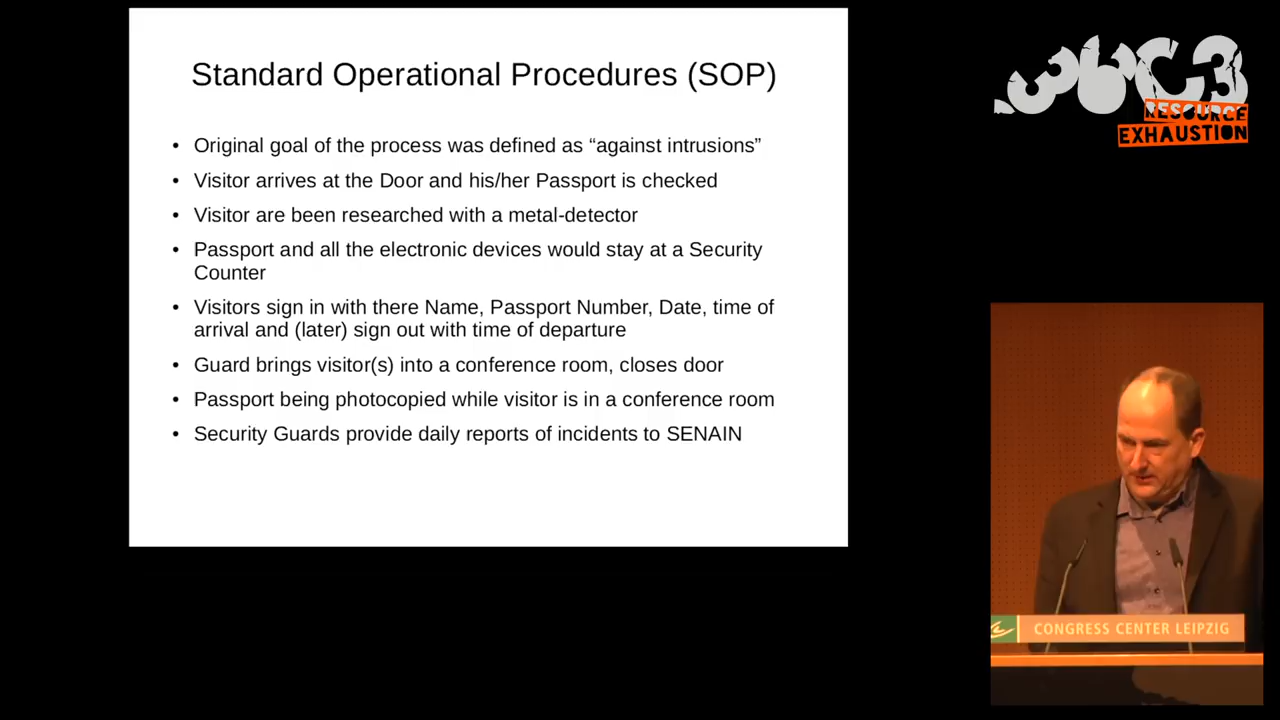 Standard Operational Procedures (SOP)
• Original goal of the process was defined as “against intrusions”
• Visitor arrives at the Door and his/her Passport is checked
• Visitor are been researched with a metal-detector
• Passport and all the electronic devices would stay at a Security
Counter
• Visitors sign in with there Name, Passport Number, Date, time of
arrival and (later) sign out with time of departure
• Guard brings visitor(s) into a conference room, closes door
• Passport being photocopied while visitor is in a conference room
• Security Guards provide daily reports of incidents to SENAIN
36C3
RESOURCE
EXHAUSTION
CONGRESS CENTER LEIPZIG